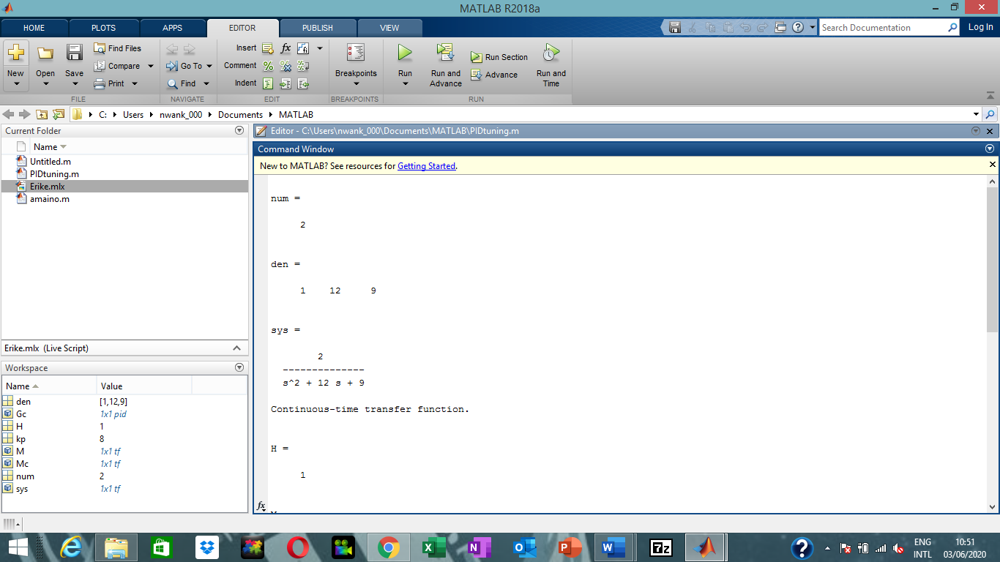 MATLAB R2018a
HOME PLOTS APPS EDITOR PUBLISH VIEW
Search Documentation
Log In
New
Open
Save
Find Files
Compare
Print
FILE
Go To
Find
NAVIGATE
Insert
fx
Comment
Indent
EDIT
Breakpoints
BREAKPOINTS
Run
Run and Advance
Run Section
Advance
Run and Time
RUN
C: Users nwank_000 Documents MATLAB
Current Folder
Name
Untitled.m
PIDtuning.m
Erike.mlx
amaino.m
Erike.mlx (Live Script)
Workspace
Name Value
den [1,12,9]
Gc 1x1 pid
H 1
kp 8
M 1x1 tf
Mc 1x1 tf
num 2
sys 1x1 tf
Editor - C:\Users\nwank_000\Documents\MATLAB\PIDtuning.m
Command Window
New to MATLAB? See resources for Getting Started.
num =
2
den =
1 12 9
sys =
2
--------------
s^2 + 12 s + 9
Continuous-time transfer function.
H =
1
fx
7z
ENG
INTL
10:51
03/06/2020